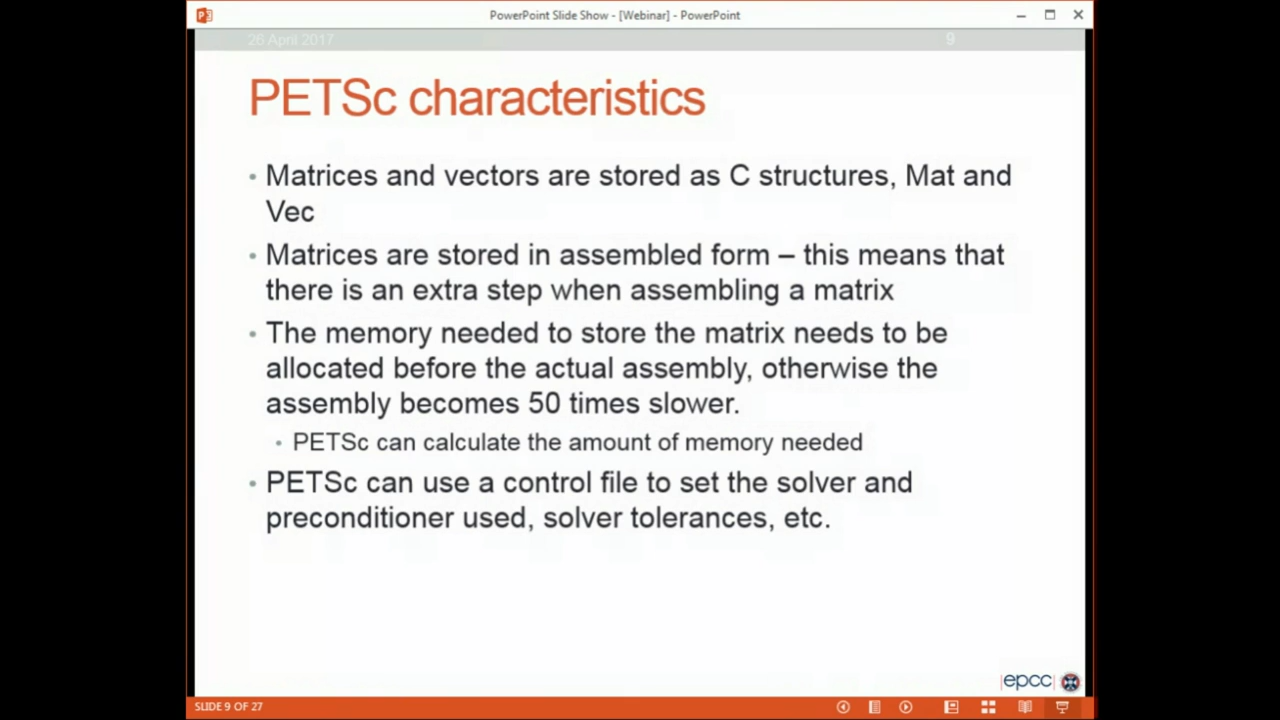 PowerPoint Slide Show - [Webinar] - PowerPoint
26 April 2017
9
PETSc characteristics
• Matrices and vectors are stored as C structures, Mat and
Vec
• Matrices are stored in assembled form – this means that
there is an extra step when assembling a matrix
• The memory needed to store the matrix needs to be
allocated before the actual assembly, otherwise the
assembly becomes 50 times slower.
• PETSc can calculate the amount of memory needed
• PETSc can use a control file to set the solver and
preconditioner used, solver tolerances, etc.
epcc
SLIDE 9 OF 27